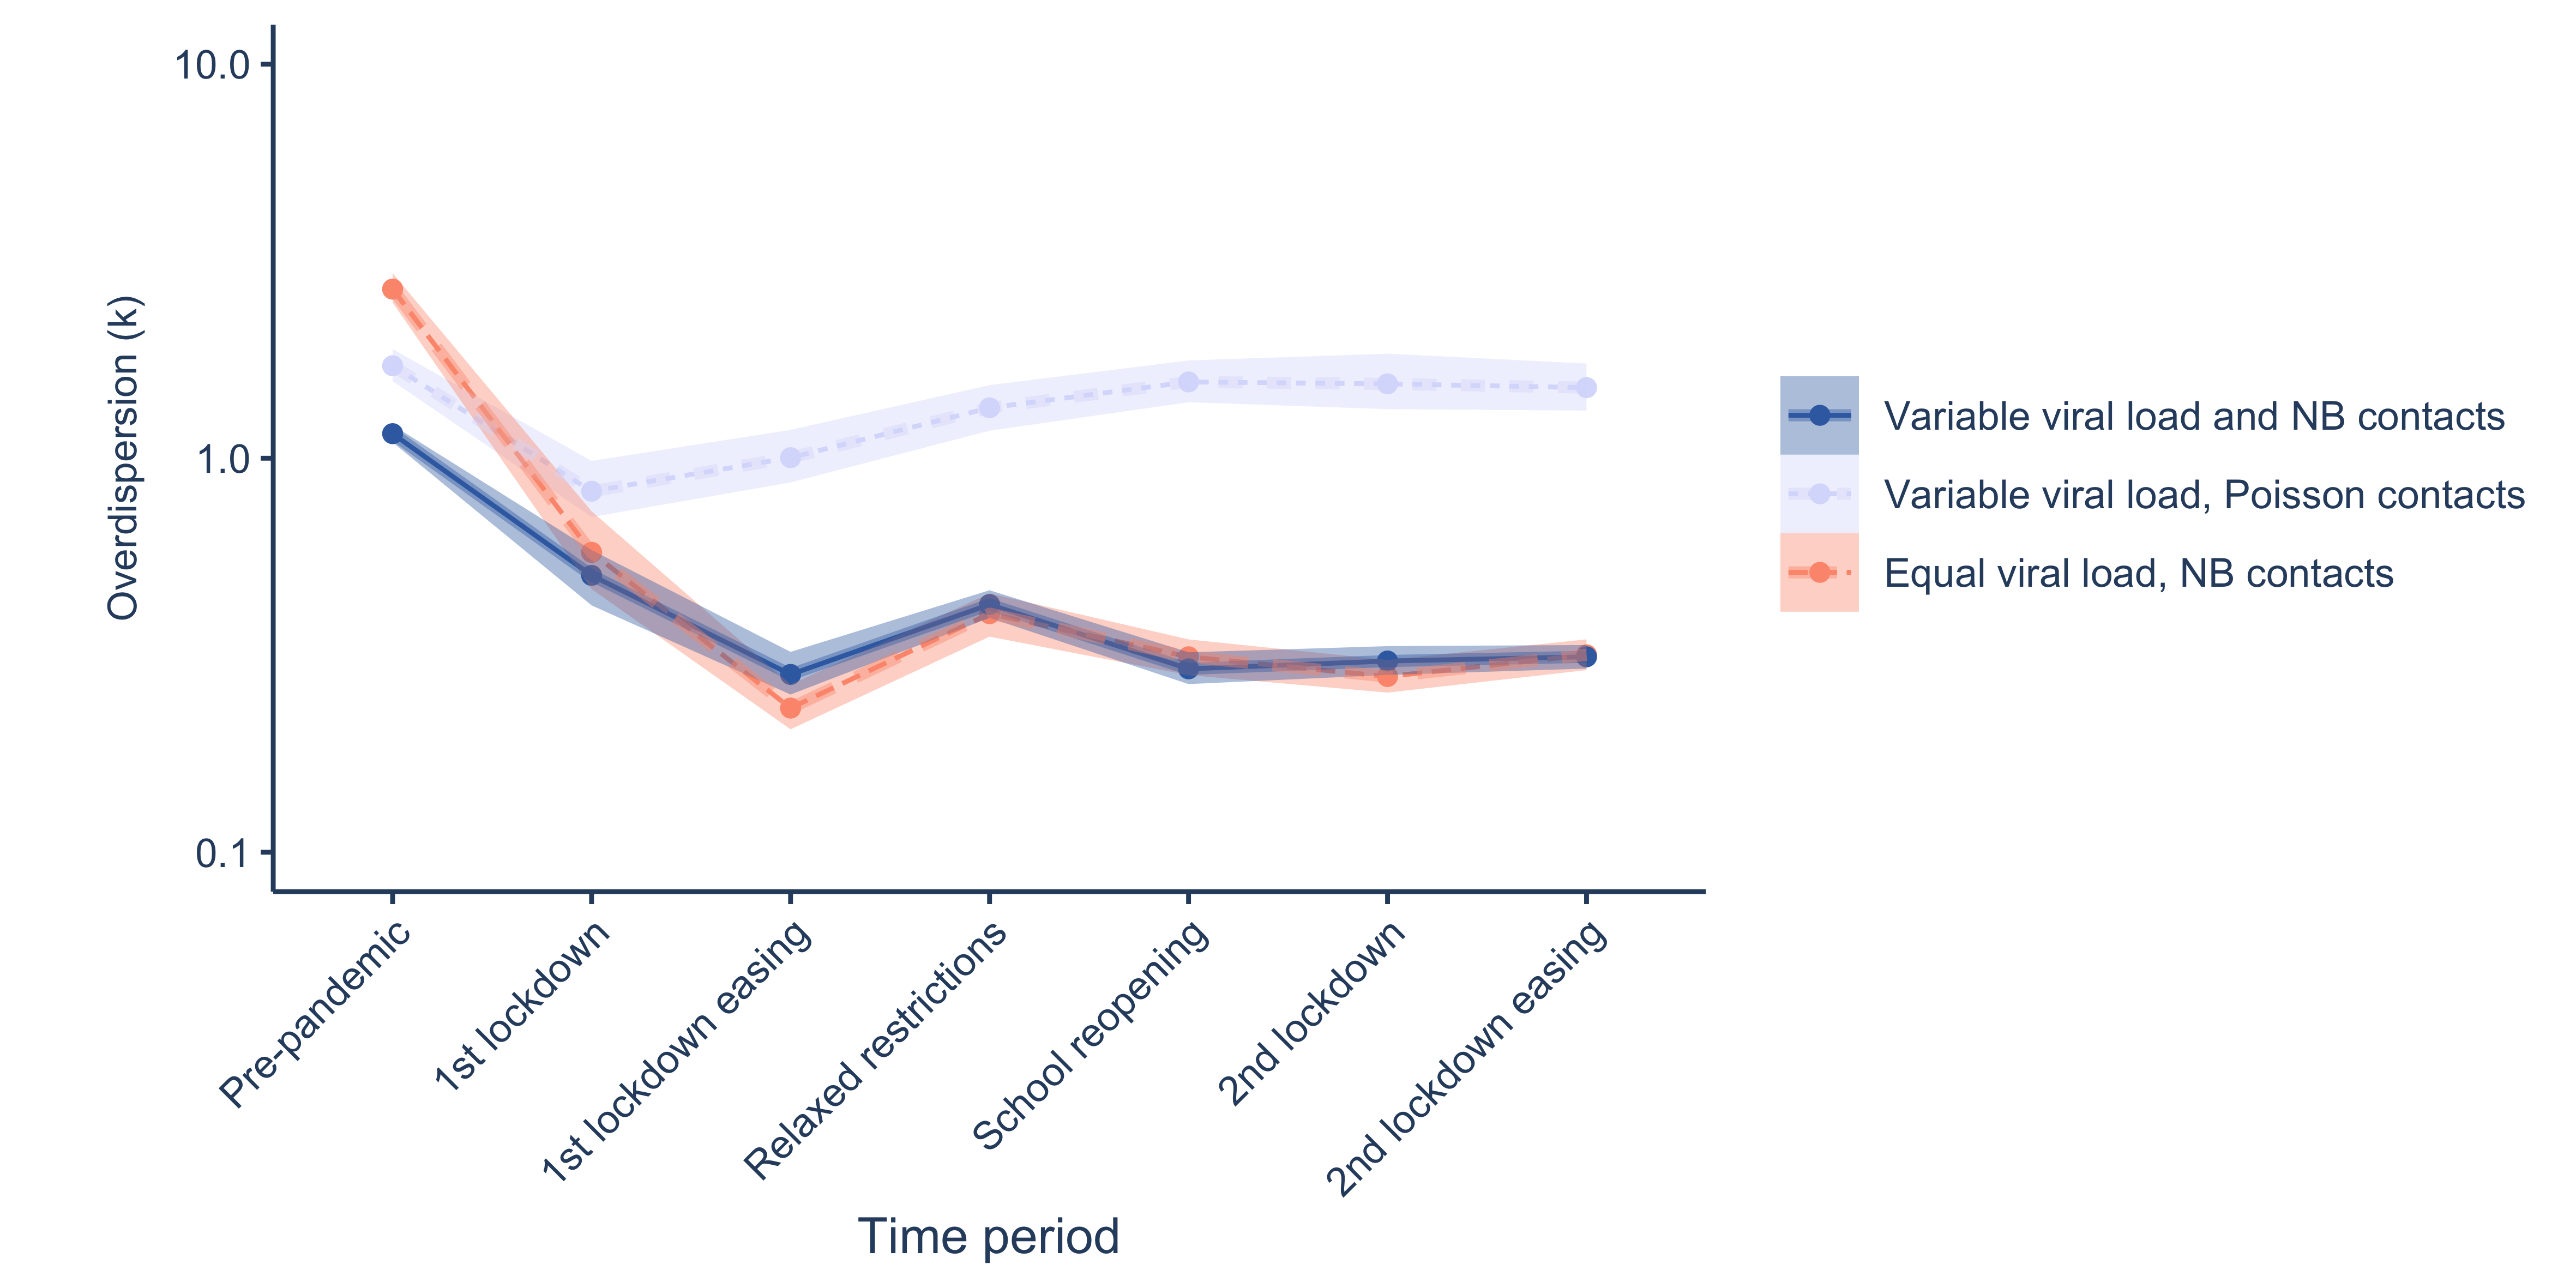 Overdispersion (k)
10.0
1.0
0.1
Pre-pandemic
1st lockdown
1st lockdown easing
Relaxed restrictions
School reopening
2nd lockdown
2nd lockdown easing
Time period
Variable viral load and NB contacts
Variable viral load, Poisson contacts
Equal viral load, NB contacts